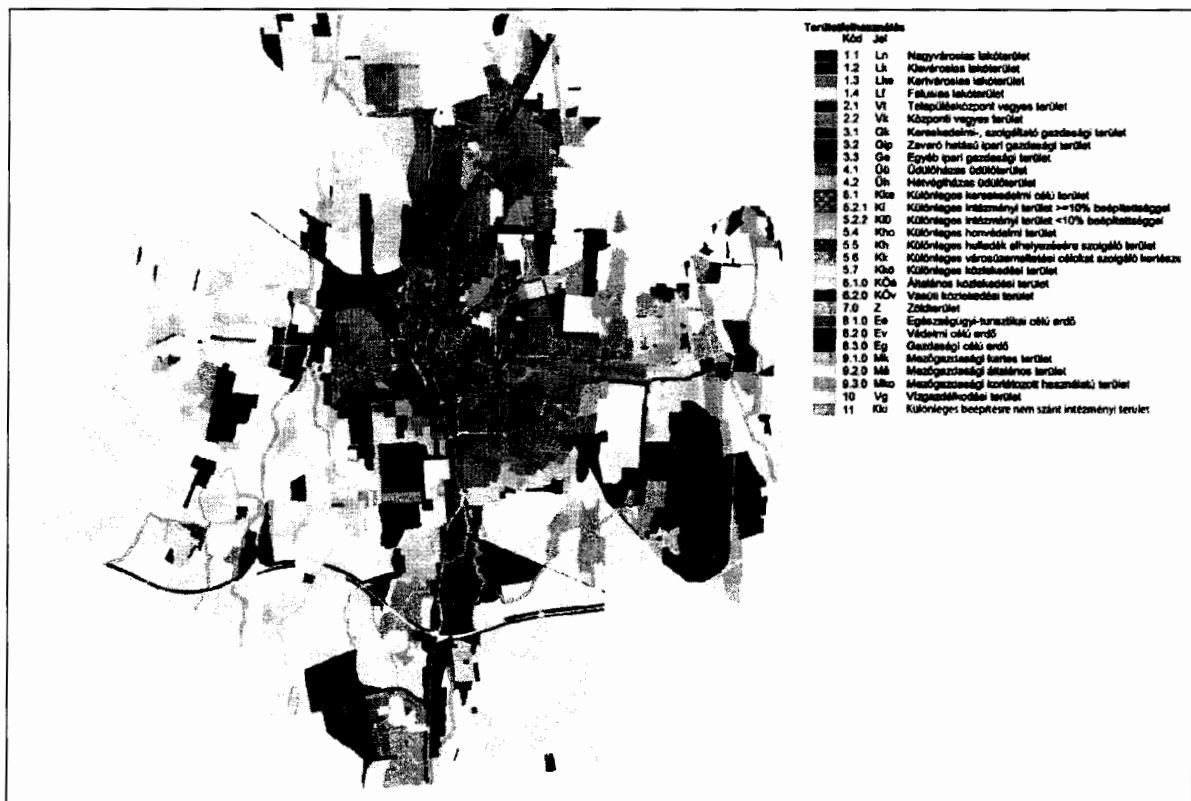 Területfelhasználás
Kód Jel
1.1 Ln Nagyvárosias lakóterület
1.2 Lk Kisvárosias lakóterület
1.3 Lke Kertvárosias lakóterület
1.4 Lf Falusias lakóterület
2.1 Vt Településközpont vegyes terület
2.2 Vk Központi vegyes terület
3.1 Gk Kereskedelmi-, szolgáltató gazdasági terület
3.2 Gip Zavaró hatású ipari gazdasági terület
3.3 Ge Egyéb ipari gazdasági terület
4.1 Üü Üdülőházas üdülőterület
4.2 Üh Hétvégiházas üdülőterület
5.1 Kke Különleges kereskedelmi célú terület
5.2.1 Ki Különleges intézményi terület >=10% beépítettséggel
5.2.2 Ki0 Különleges intézményi terület <10% beépítettséggel
5.4 Kho Különleges honvédelmi terület
5.5 Kh Különleges hulladék elhelyezésére szolgáló terület
5.6 Kk Különleges városüzemeltetési célokat szolgáló kertésze
5.7 Kkö Különleges közlekedési terület
6.1.0 KÖá Általános közlekedési terület
6.2.0 KÖv Vasúti közlekedési terület
7.0 Z Zöldterület
8.1.0 Ee Egészségügyi-turisztikai célú erdő
8.2.0 Ev Védelmi célú erdő
8.3.0 Eg Gazdasági célú erdő
9.1.0 Mk Mezőgazdasági kertes terület
9.2.0 Má Mezőgazdasági általános terület
9.3.0 Mko Mezőgazdasági korlátozott használatú terület
10 Vg Vízgazdálkodási terület
11 Kki Különleges beépítésre nem szánt intézményi terület